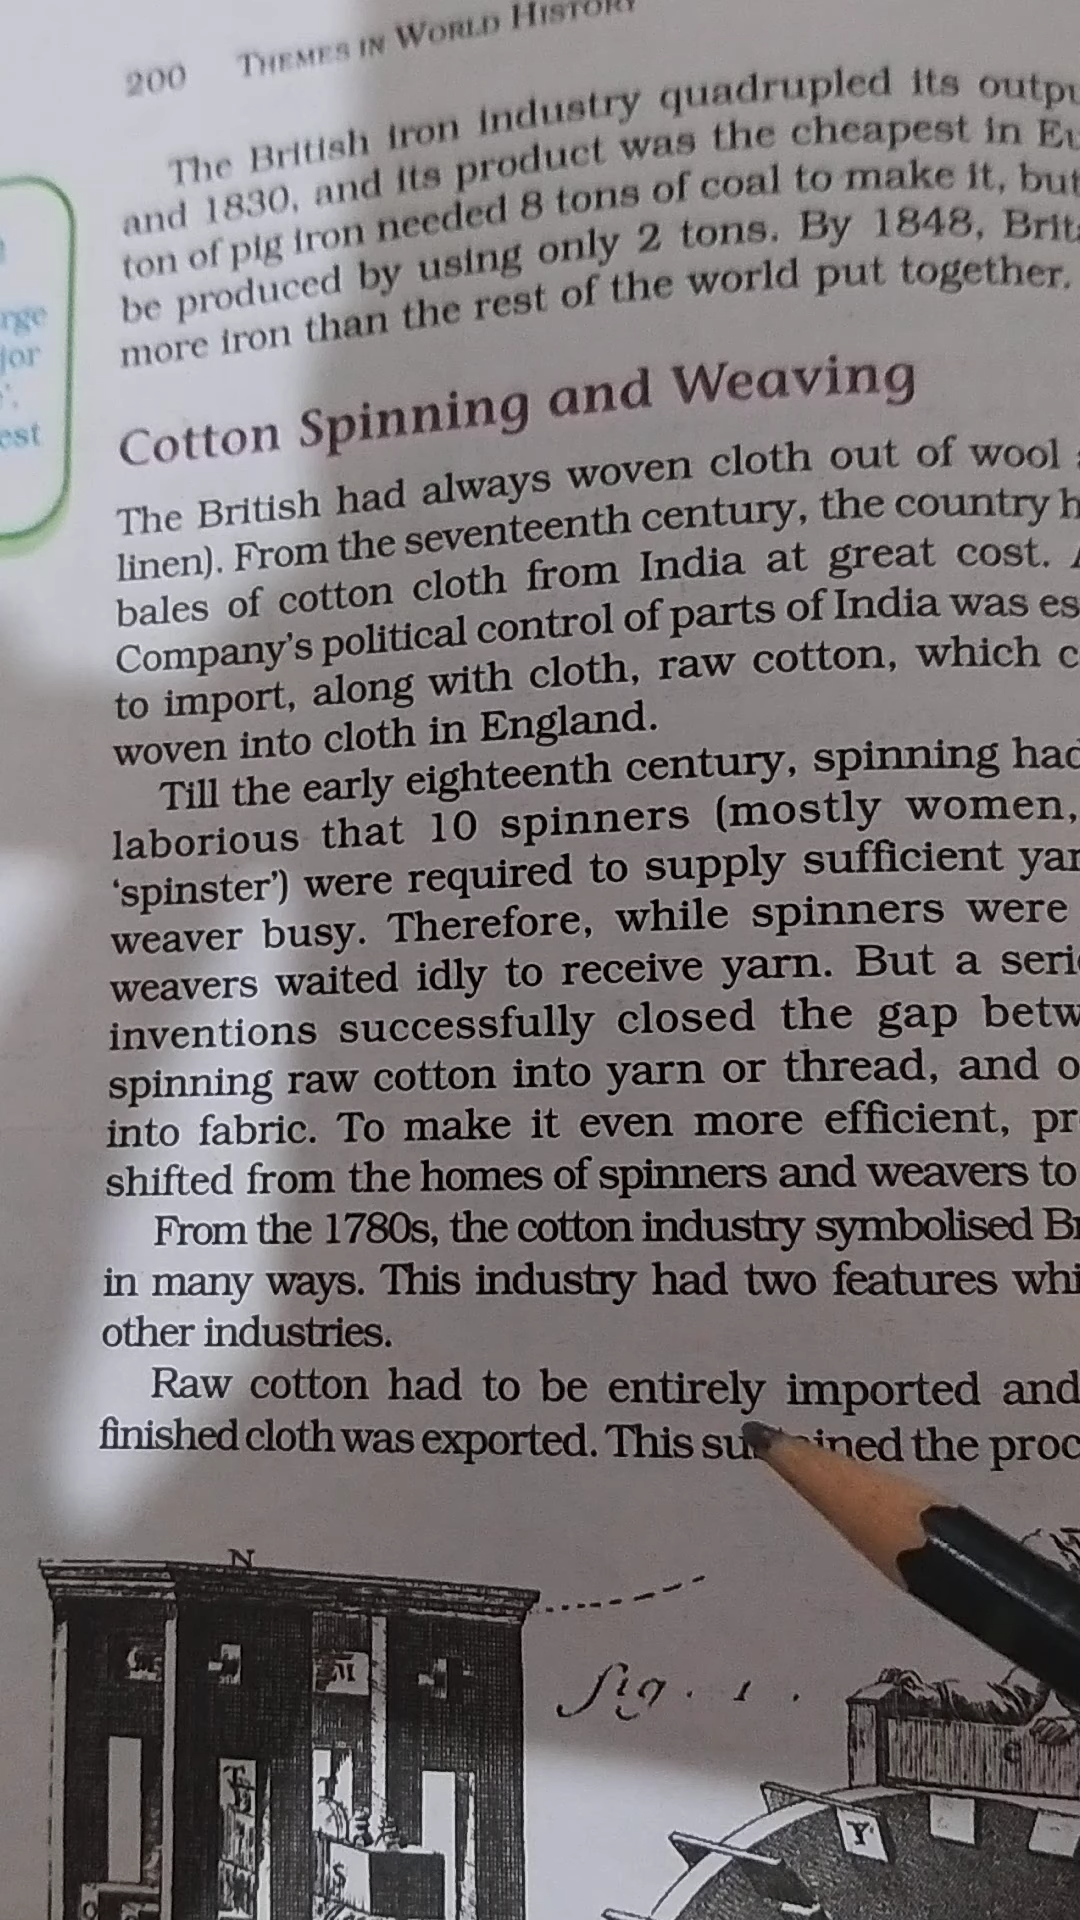 200 THEMES IN WORLD HISTORY
The British iron industry quadrupled its
and 1830, and its product was the cheapest in
ton of pig iron needed 8 tons of coal to make it, but
be produced by using only 2 tons. By 1848,
more iron than the rest of the world put together.
Cotton Spinning and Weaving
The British had always woven cloth out of wool
linen). From the seventeenth century, the country
bales of cotton cloth from India at great cost.
Company's political control of parts of India was
to import, along with cloth, raw cotton, which
woven into cloth in England.
Till the early eighteenth century, spinning had
laborious that 10 spinners (mostly women,
'spinster') were required to supply sufficient
weaver busy. Therefore, while spinners were
weavers waited idly to receive yarn. But a
inventions successfully closed the gap
spinning raw cotton into yarn or thread, and
into fabric. To make it even more efficient,
shifted from the homes of spinners and weavers to
From the 1780s, the cotton industry symbolised
in many ways. This industry had two features
other industries.
Raw cotton had to be entirely imported and
finished cloth was exported. This the
N
fig. 1.
M
T
S
Y
C